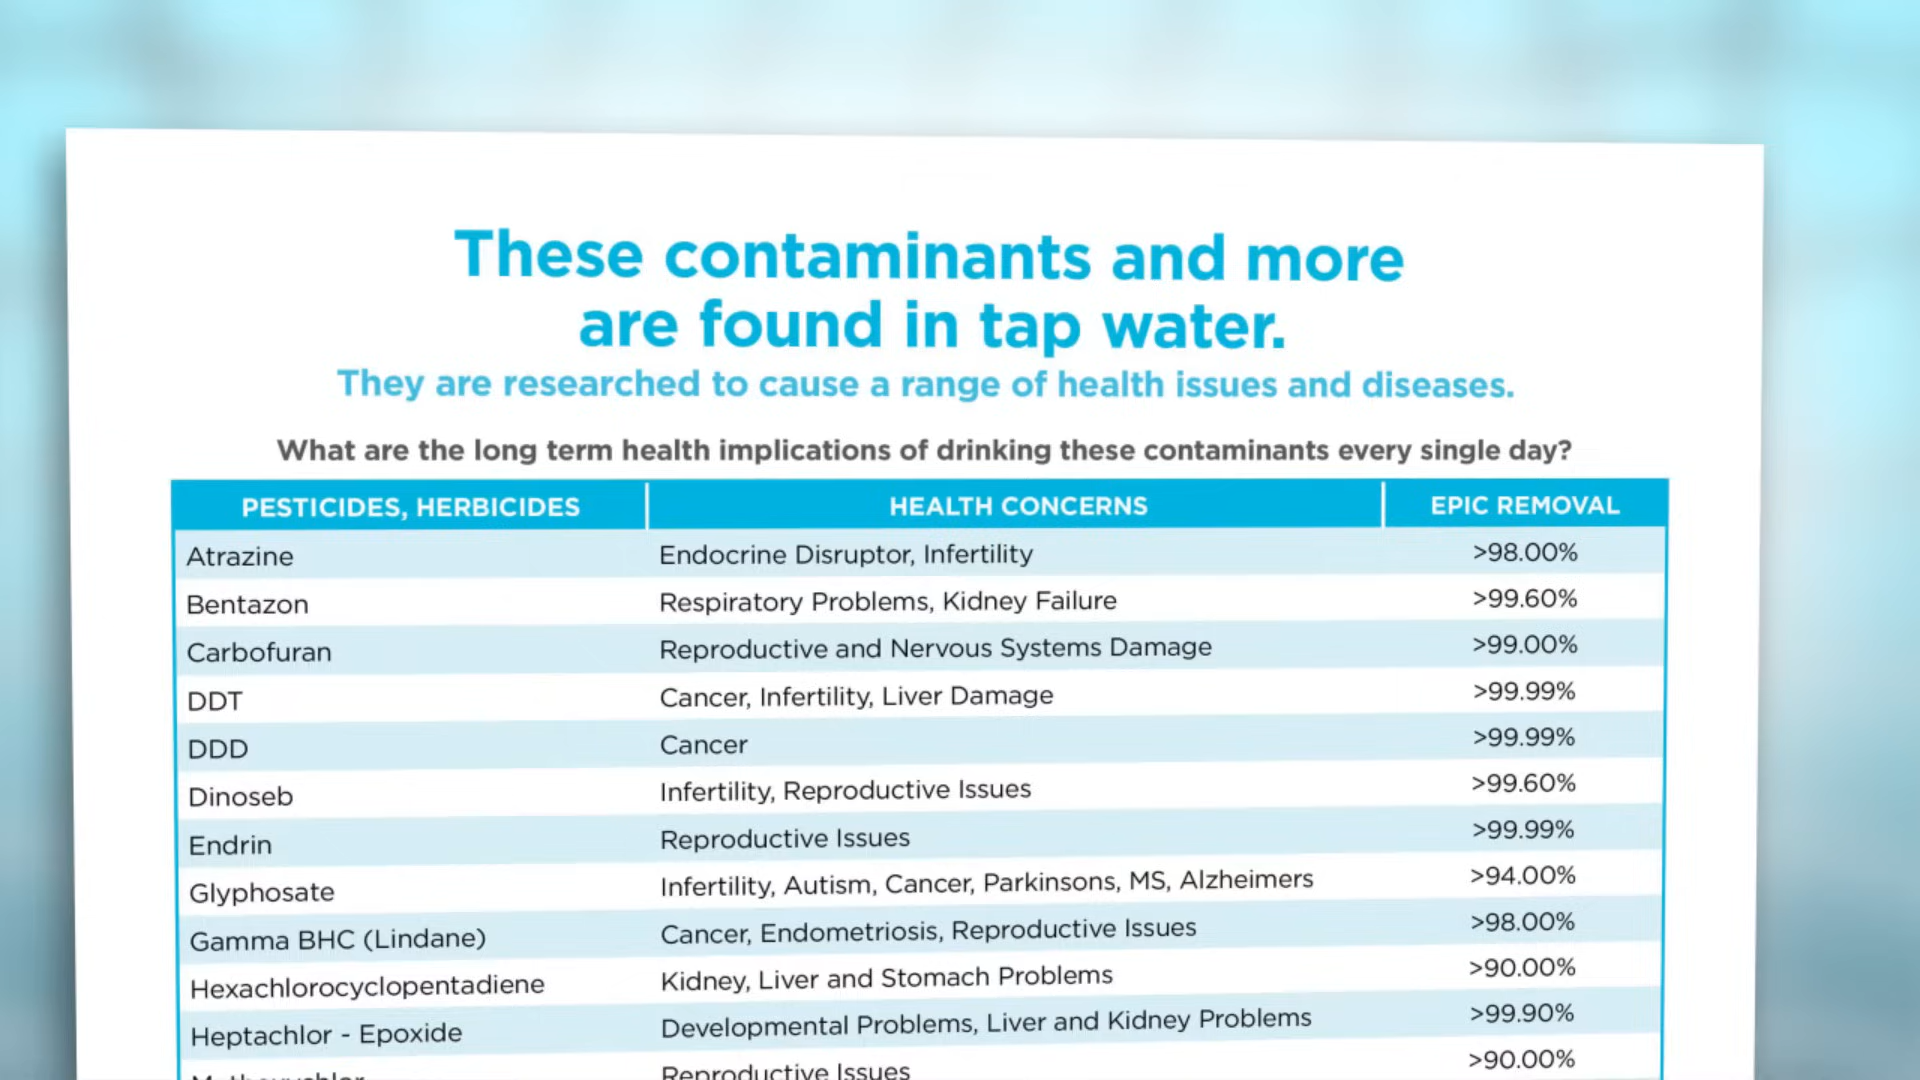 These contaminants and more
are found in tap water.
They are researched to cause a range of health issues and diseases.
What are the long term health implications of drinking these contaminants every single day?
PESTICIDES, HERBICIDES HEALTH CONCERNS EPIC REMOVAL
Atrazine Endocrine Disruptor, Infertility >98.00%
Bentazon Respiratory Problems, Kidney Failure >99.60%
Carbofuran Reproductive and Nervous Systems Damage >99.00%
DDT Cancer, Infertility, Liver Damage >99.99%
DDD Cancer >99.99%
Dinoseb Infertility, Reproductive Issues >99.60%
Endrin Reproductive Issues >99.99%
Glyphosate Infertility, Autism, Cancer, Parkinsons, MS, Alzheimers >94.00%
Gamma BHC (Lindane) Cancer, Endometriosis, Reproductive Issues >98.00%
Hexachlorocyclopentadiene Kidney, Liver and Stomach Problems >90.00%
Heptachlor - Epoxide Developmental Problems, Liver and Kidney Problems >99.90%
Reproductive Issues >90.00%